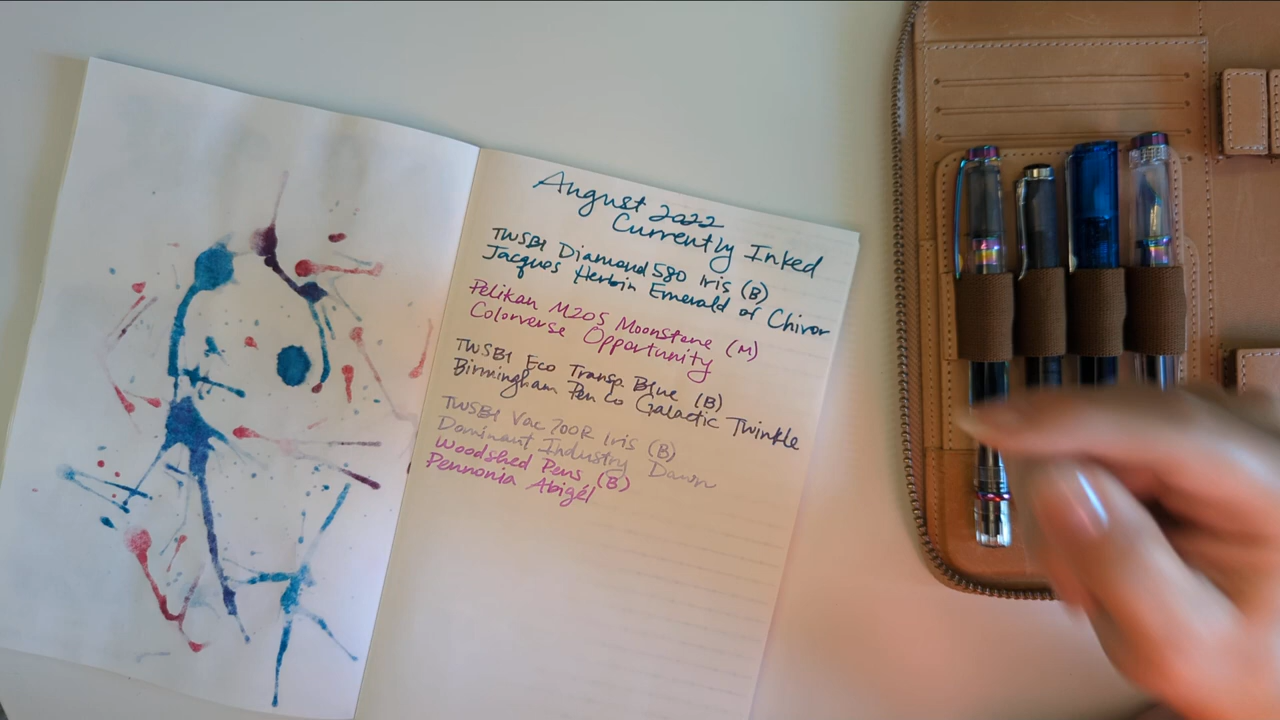 August 2022
Currently Inked
TWSBI Diamond 580 Iris (B)
Jacques Herbin Emerald of Chivor
Pelikan M205 Moonstone (M)
Colorverse Opportunity
TWSBI Eco Transp. Blue (B)
Birmingham Pen Co Galactic Twinkle
TWSBI Vac 700R Iris (B)
Dominant Industry Dawn
Woodshed Pens (B)
Pennonia Abigél